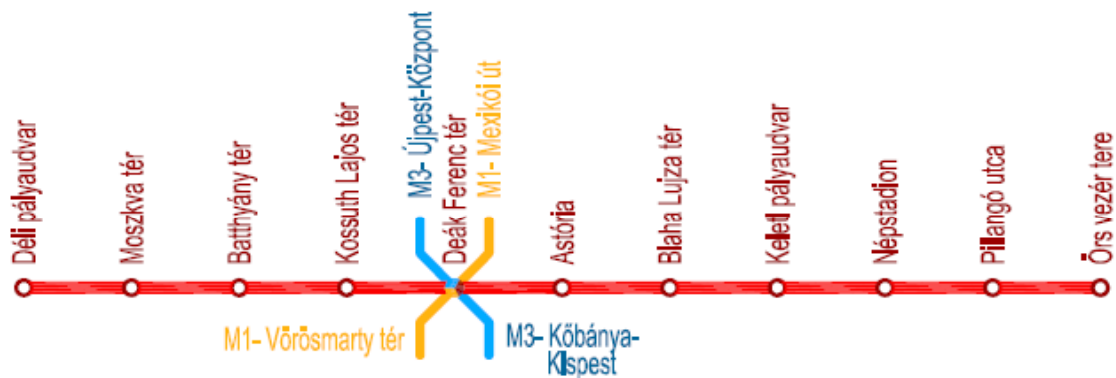 Déli pályaudvar
Moszkva tér
Batthyány tér
Kossuth Lajos tér
M3- Újpest-Központ
Deák Ferenc tér
M1- Mexikói út
Astória
Blaha Lujza tér
Keleti pályaudvar
Népstadion
Pillangó utca
Örs vezér tere
M1- Vörösmarty tér
M3- Kőbánya-
Kispest